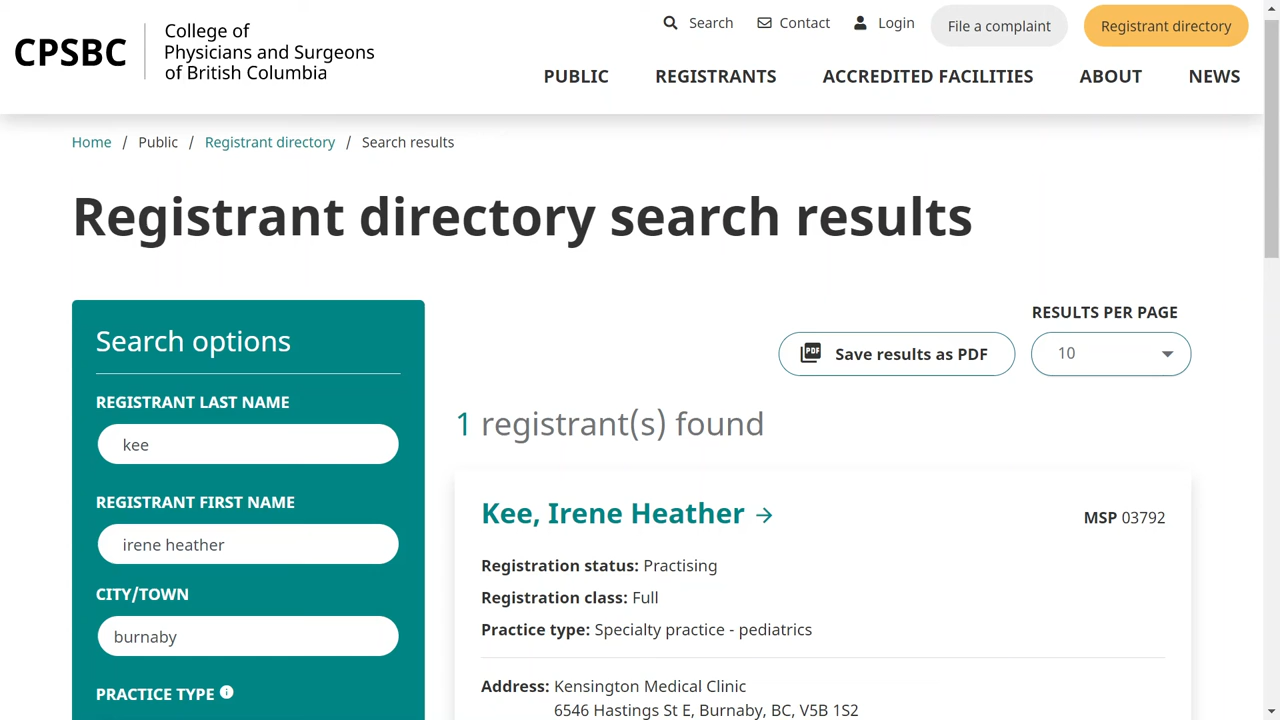 CPSBC
College of
Physicians and Surgeons
of British Columbia
Search
Contact
Login
File a complaint
Registrant directory
PUBLIC
REGISTRANTS
ACCREDITED FACILITIES
ABOUT
NEWS
Home / Public / Registrant directory / Search results
Registrant directory search results
Search options
REGISTRANT LAST NAME
kee
REGISTRANT FIRST NAME
irene heather
CITY/TOWN
burnaby
PRACTICE TYPE
RESULTS PER PAGE
PDF Save results as PDF
10
1 registrant(s) found
Kee, Irene Heather →
MSP 03792
Registration status: Practising
Registration class: Full
Practice type: Specialty practice - pediatrics
Address: Kensington Medical Clinic
6546 Hastings St E, Burnaby, BC, V5B 1S2